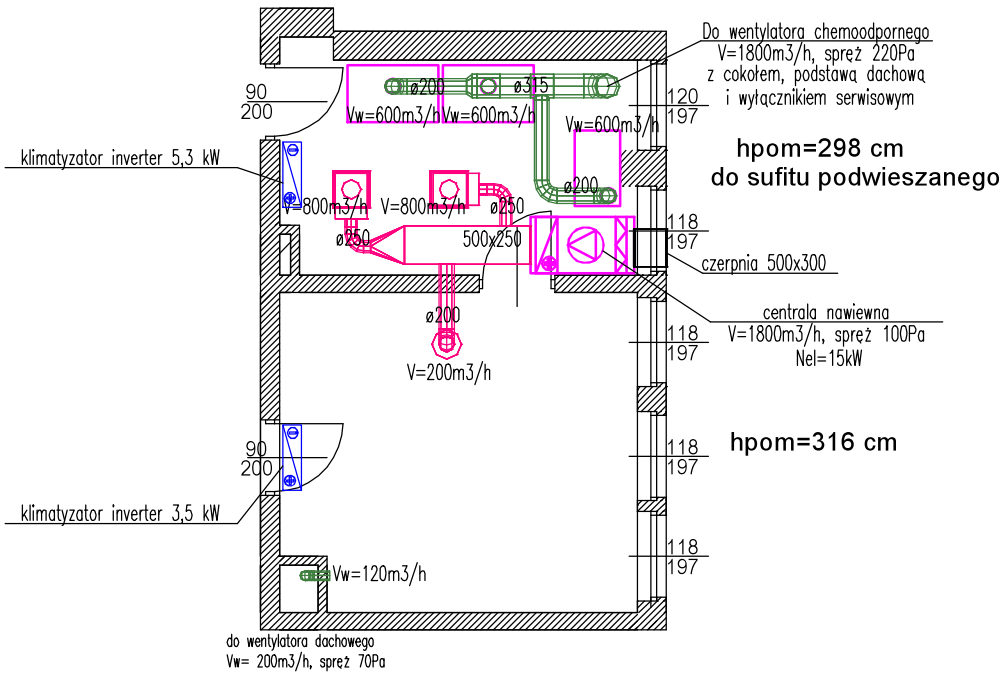 Do wentylatora chemoodpornego
V=1800m3/h, spręż 220Pa
z cokołem, podstawą dachową
i wyłącznikiem serwisowym
90
200
ø200
ø315
Vw=600m3/h
Vw=600m3/h
Vw=600m3/h
120
197
hpom=298 cm
do sufitu podwieszanego
klimatyzator inverter 5,3 kW
V=800m3/h
V=800m3/h
ø200
ø250
ø250
500x250
118
197
czerpnia 500x300
centrala nawiewna
V=1800m3/h, spręż 100Pa
Nel=15kW
ø200
V=200m3/h
118
197
hpom=316 cm
90
200
118
197
klimatyzator inverter 3,5 kW
118
197
Vw=120m3/h
do wentylatora dachowego
Vw= 200m3/h, spręż 70Pa